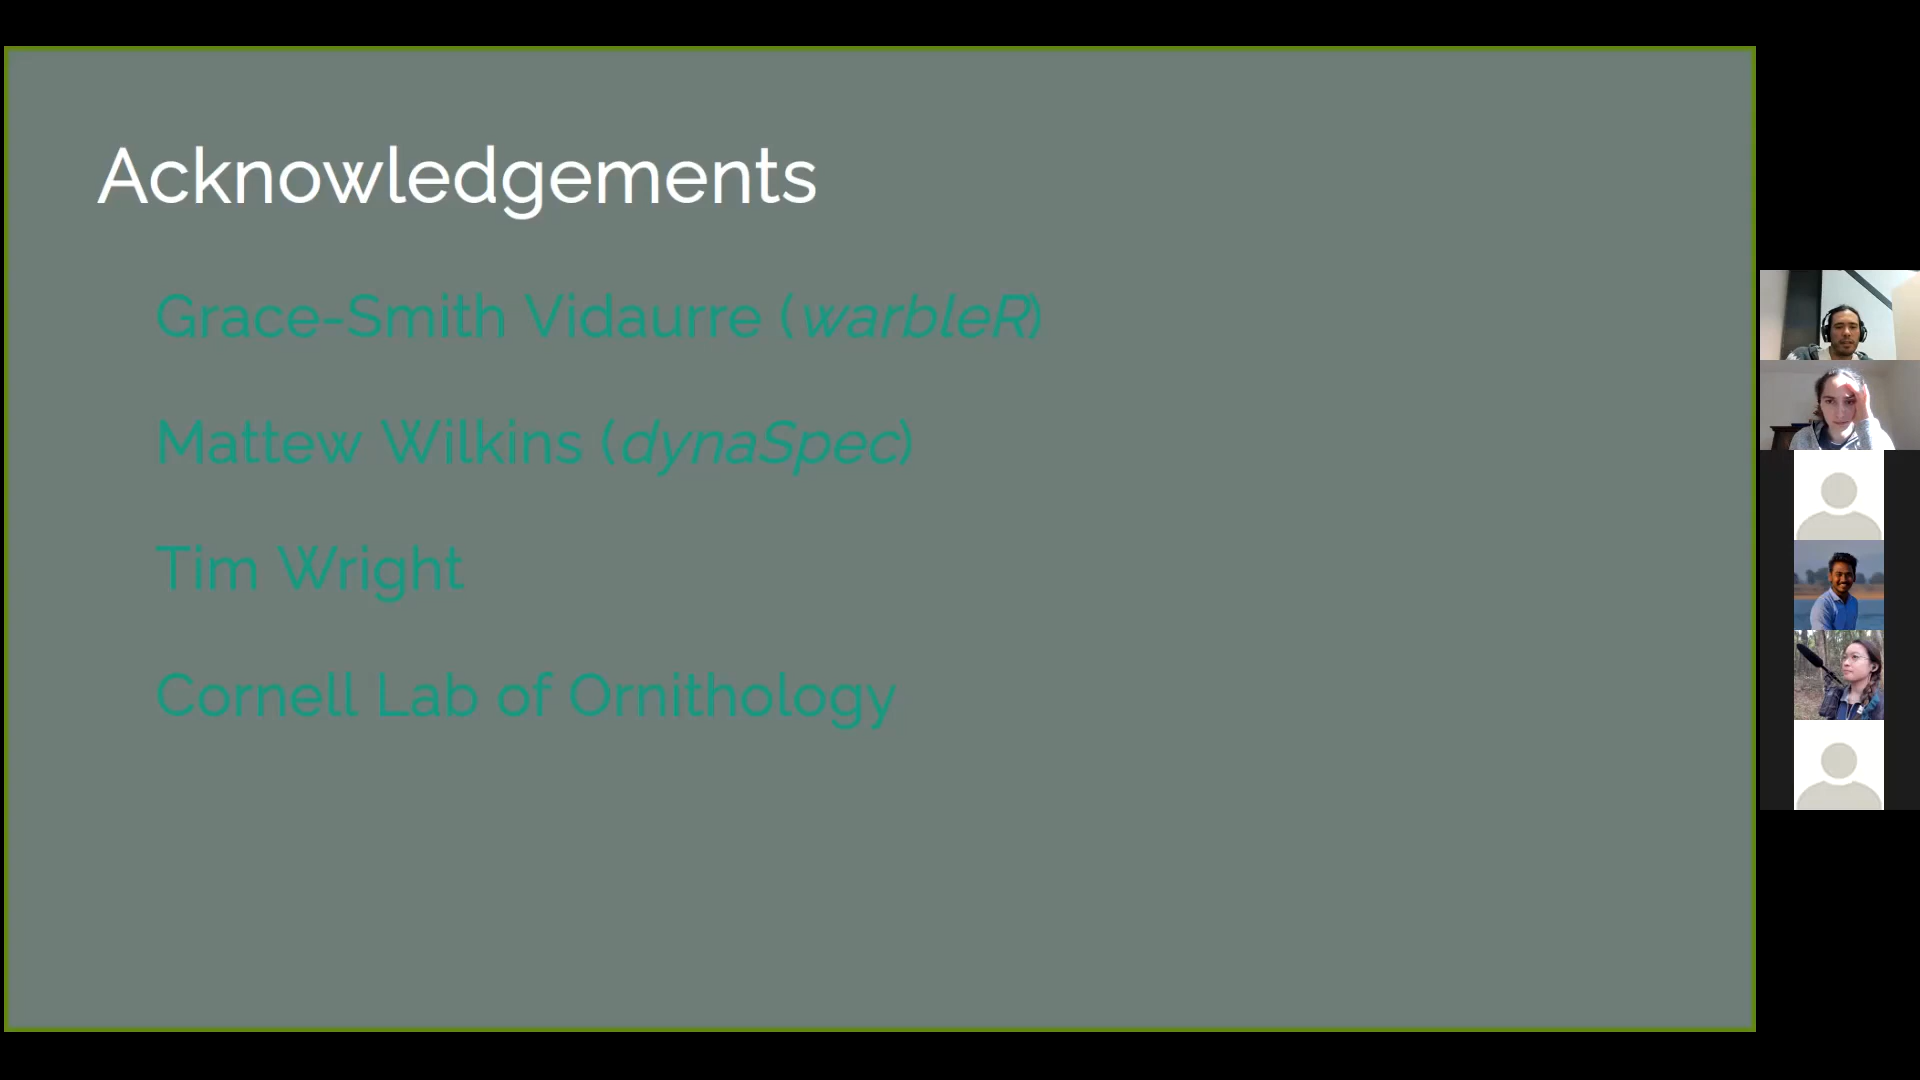 Acknowledgements
Grace-Smith Vidaurre (warbleR)
Mattew Wilkins (dynaSpec)
Tim Wright
Cornell Lab of Ornithology